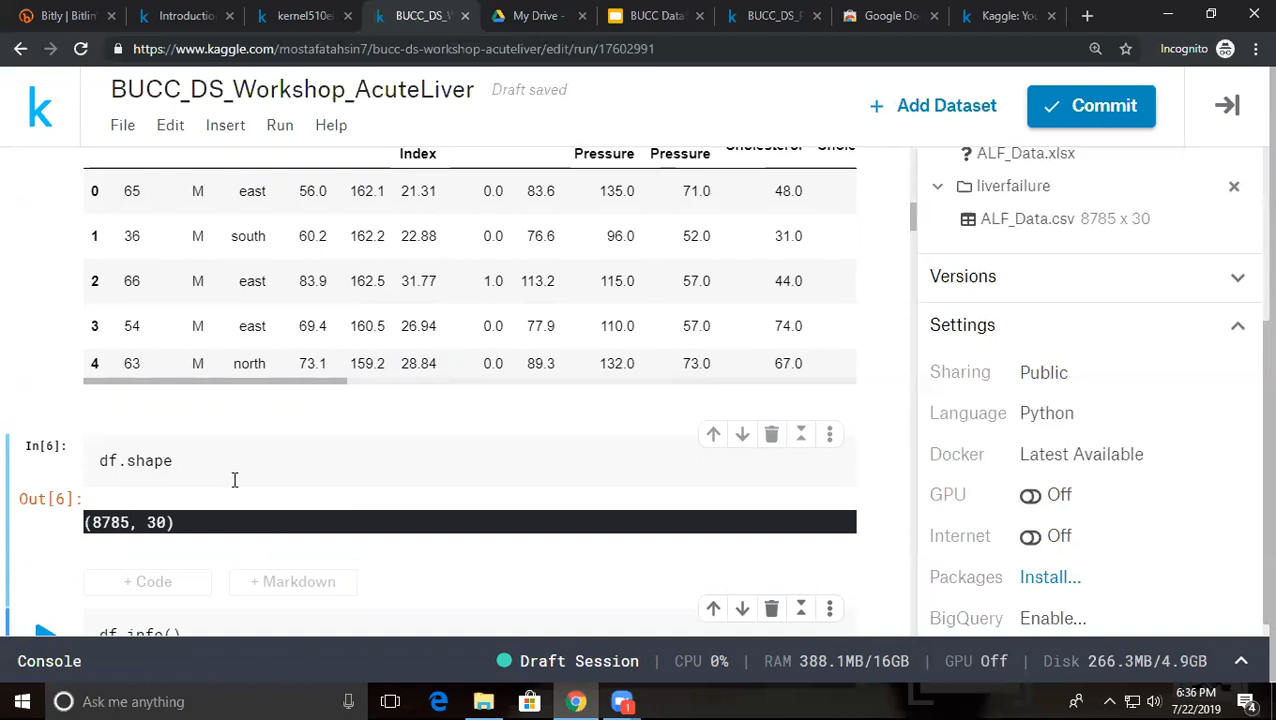 Bitly | Bitlin
Introduction
kernel510ei
BUCC_DS_W
My Drive -
BUCC Data
BUCC_DS_F
Google Do
Kaggle: Yo
https://www.kaggle.com/mostafatahsin7/bucc-ds-workshop-acuteliver/edit/run/17602991
Incognito
k
BUCC_DS_Workshop_AcuteLiver
Draft saved
+ Add Dataset
Commit
File Edit Insert Run Help
Index Pressure Pressure Cholesterol Chole
0 65 M east 56.0 162.1 21.31 0.0 83.6 135.0 71.0 48.0
1 36 M south 60.2 162.2 22.88 0.0 76.6 96.0 52.0 31.0
2 66 M east 83.9 162.5 31.77 1.0 113.2 115.0 57.0 44.0
3 54 M east 69.4 160.5 26.94 0.0 77.9 110.0 57.0 74.0
4 63 M north 73.1 159.2 28.84 0.0 89.3 132.0 73.0 67.0
In[6]:
df.shape
Out[6]:
(8785, 30)
+ Code + Markdown
df.info()
? ALF_Data.xlsx
liverfailure
ALF_Data.csv 8785 x 30
Versions
Settings
Sharing Public
Language Python
Docker Latest Available
GPU Off
Internet Off
Packages Install...
BigQuery Enable...
Console
Draft Session | CPU 0% | RAM 388.1MB/16GB | GPU Off | Disk 266.3MB/4.9GB
Ask me anything
1
6:36 PM
7/22/2019
4